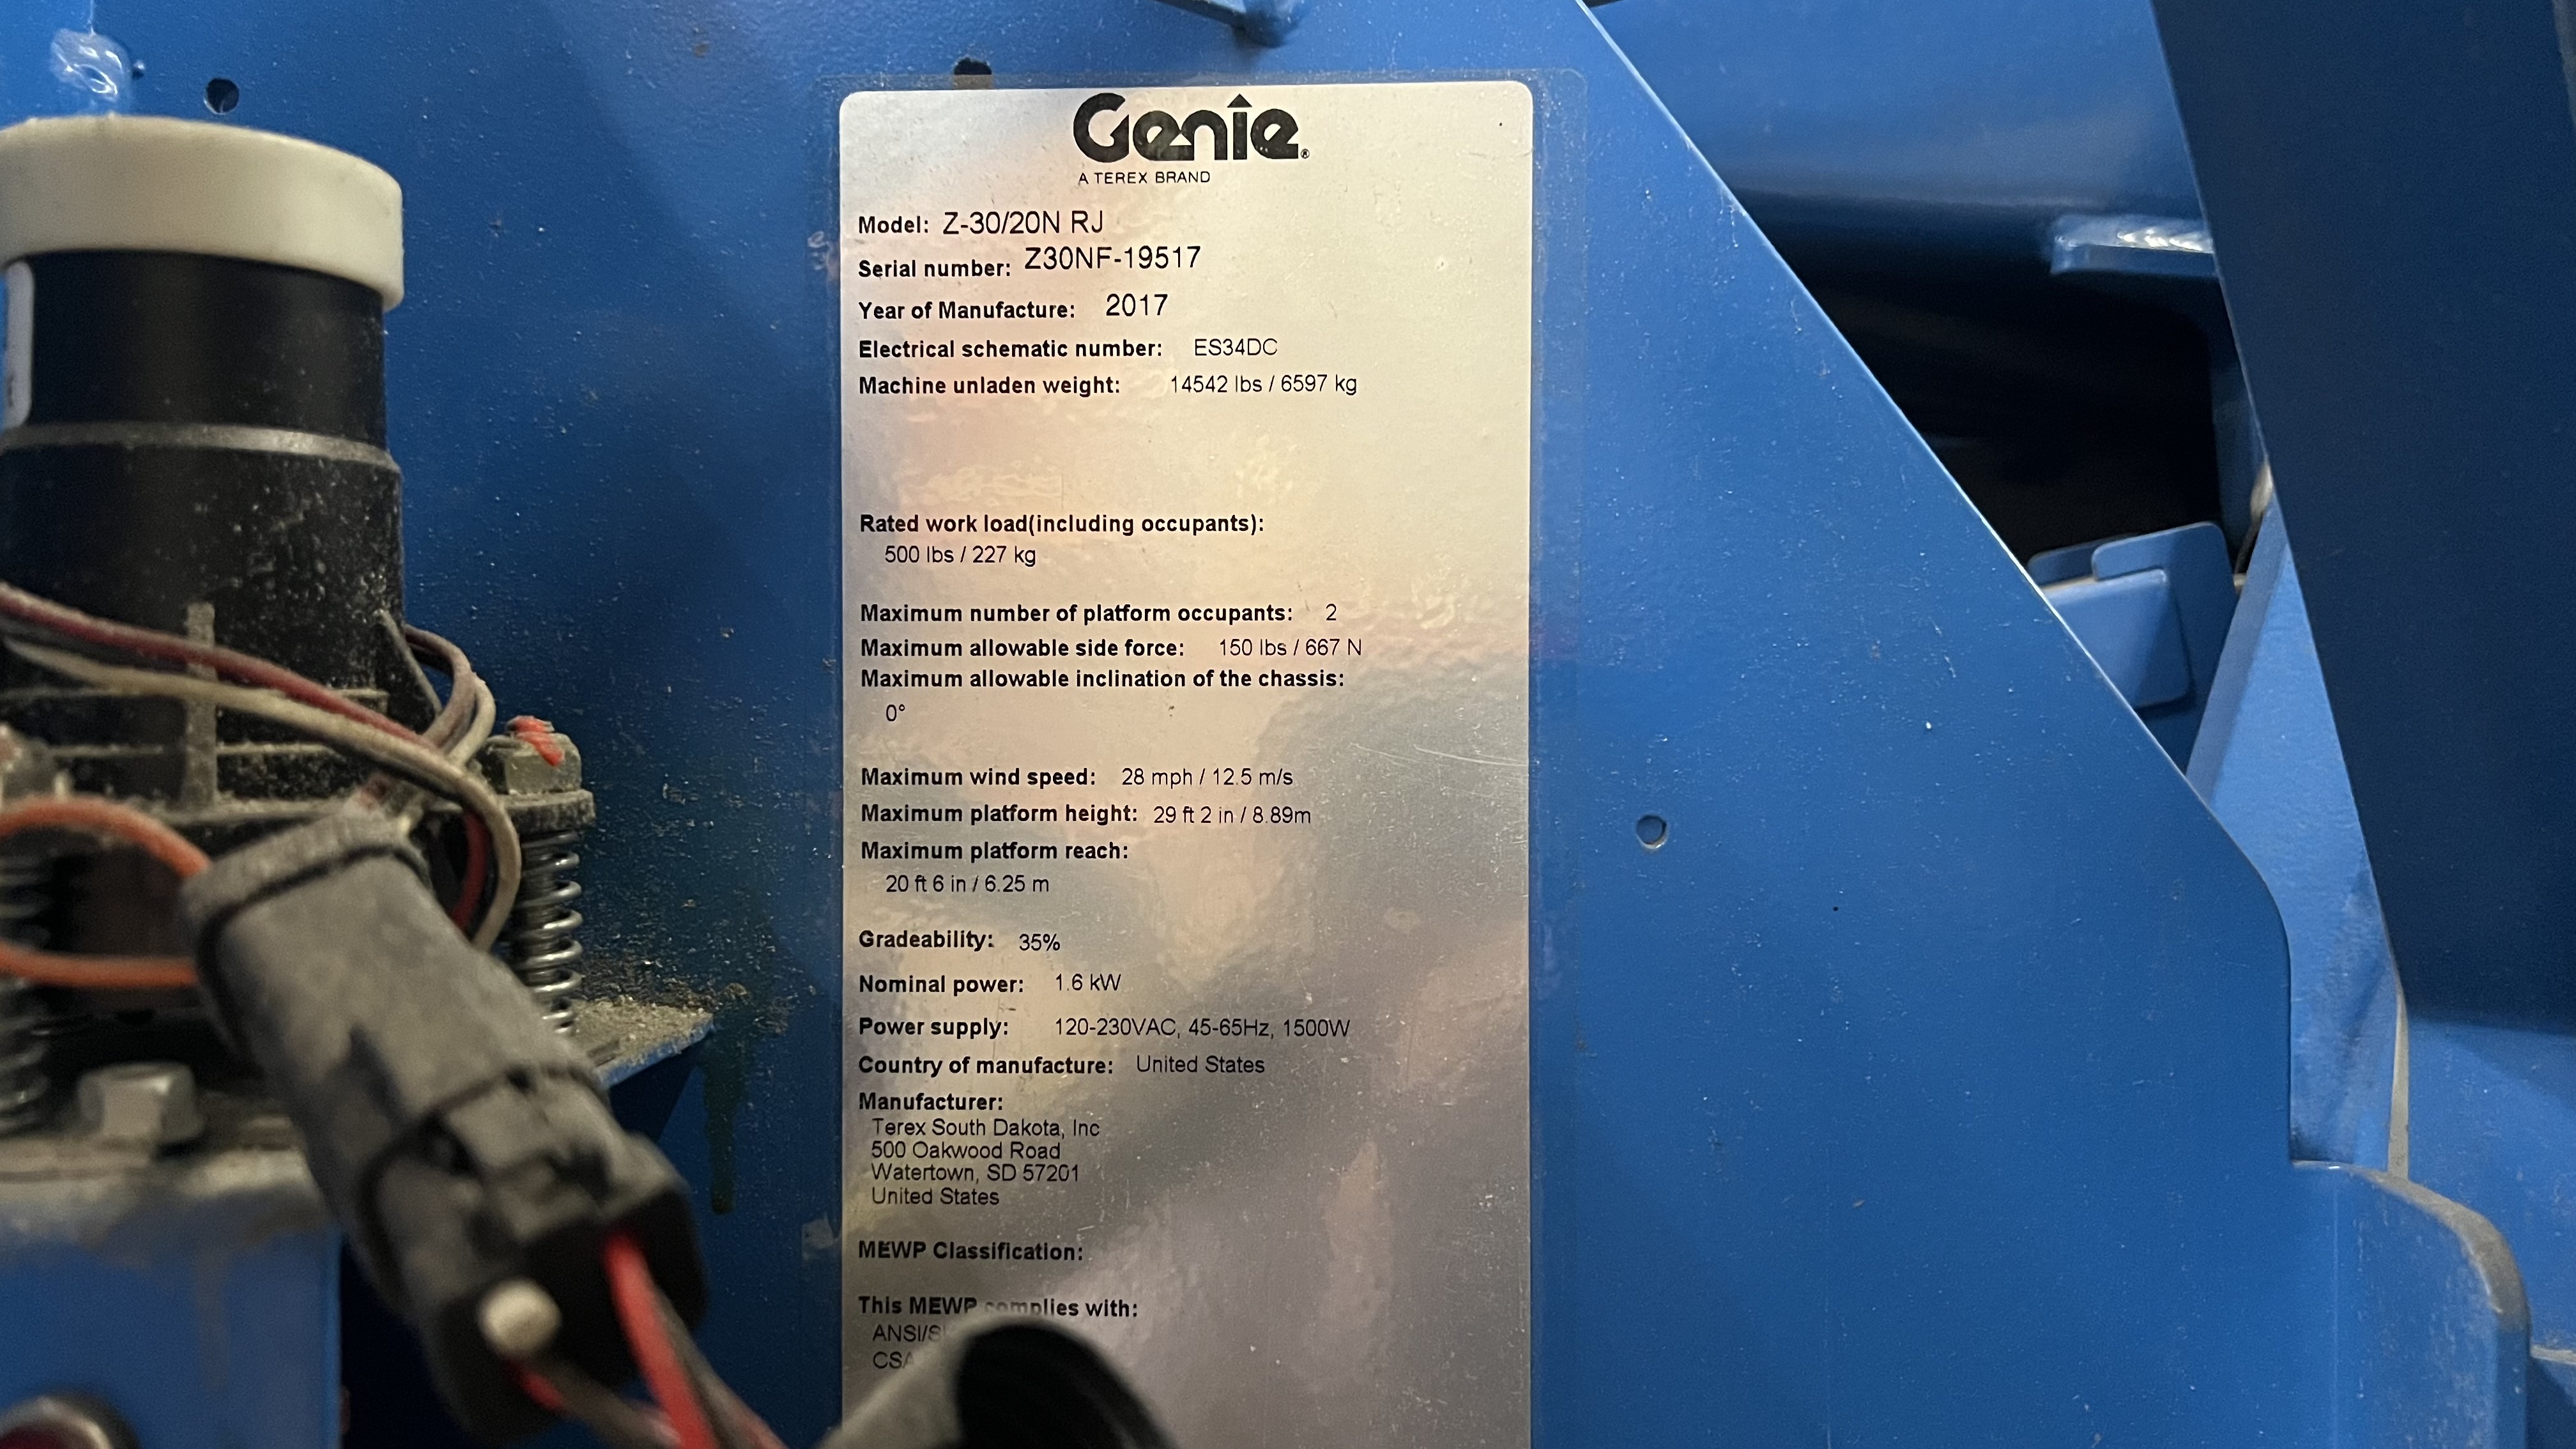 Genie®
A TEREX BRAND
Model: Z-30/20N RJ
Serial number: Z30NF-19517
Year of Manufacture: 2017
Electrical schematic number: ES34DC
Machine unladen weight: 14542 lbs / 6597 kg
Rated work load(including occupants):
500 lbs / 227 kg
Maximum number of platform occupants: 2
Maximum allowable side force: 150 lbs / 667 N
Maximum allowable inclination of the chassis:
0°
Maximum wind speed: 28 mph / 12.5 m/s
Maximum platform height: 29 ft 2 in / 8.89m
Maximum platform reach:
20 ft 6 in / 6.25 m
Gradeability: 35%
Nominal power: 1.6 kW
Power supply: 120-230VAC, 45-65Hz, 1500W
Country of manufacture: United States
Manufacturer:
Terex South Dakota, Inc
500 Oakwood Road
Watertown, SD 57201
United States
MEWP Classification:
This MEWP complies with: